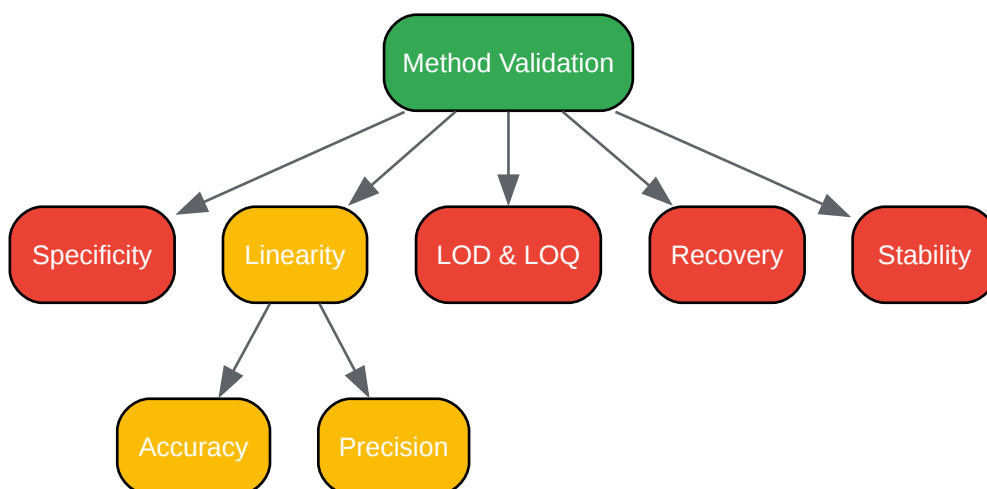 Method Validation
Specificity
Linearity
LOD & LOQ
Recovery
Stability
Accuracy
Precision